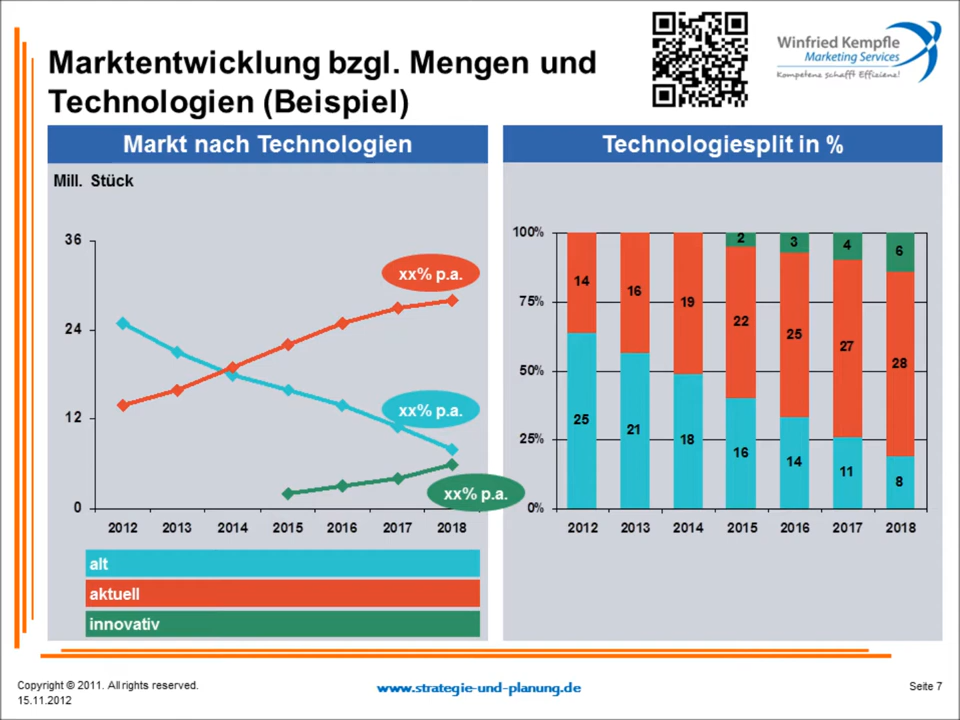 Marktentwicklung bzgl. Mengen und
Technologien (Beispiel)
Winfried Kempfle
Marketing Services
Kompetenz schafft Effizienz!
Markt nach Technologien
Mill. Stück
36
24
12
0
xx% p.a.
xx% p.a.
xx% p.a.
2012 2013 2014 2015 2016 2017 2018
alt
aktuell
innovativ
Technologiesplit in %
100%
75%
50%
25%
0%
2 3 4 6
14 16 19 22 25 27 28
25 21 18 16 14 11 8
2012 2013 2014 2015 2016 2017 2018
Copyright © 2011. All rights reserved.
15.11.2012
www.strategie-und-planung.de
Seite 7